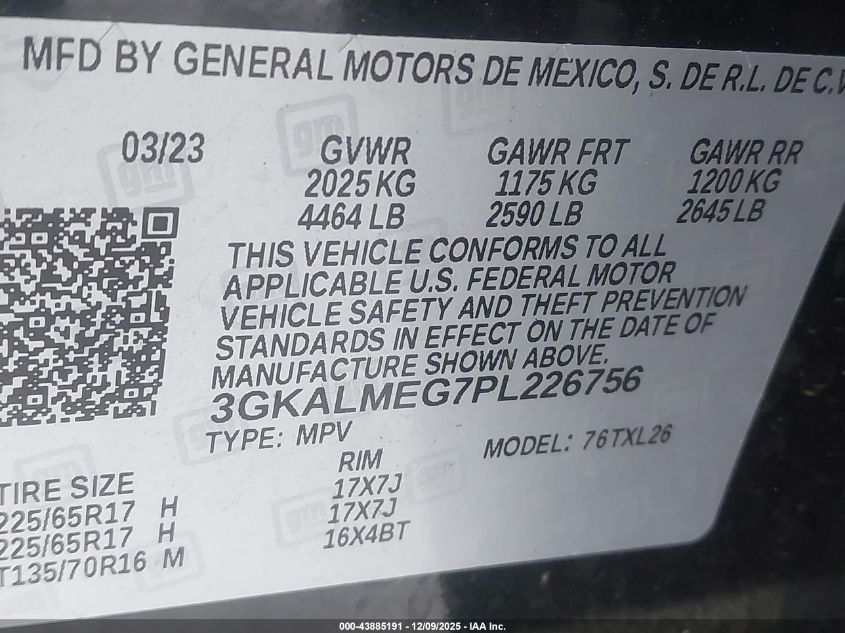 MFD BY GENERAL MOTORS DE MEXICO, S. DE R.L. DE C.V
03/23 GVWR GAWR FRT GAWR RR
2025 KG 1175 KG 1200 KG
4464 LB 2590 LB 2645 LB
THIS VEHICLE CONFORMS TO ALL
APPLICABLE U.S. FEDERAL MOTOR
VEHICLE SAFETY AND THEFT PREVENTION
STANDARDS IN EFFECT ON THE DATE OF
MANUFACTURE SHOWN ABOVE.
3GKALMEG7PL226756
TYPE: MPV MODEL: 76TXL26
TIRE SIZE RIM
225/65R17 H 17X7J
225/65R17 H 17X7J
T135/70R16 M 16X4BT
000-43885191 - 12/09/2025 - IAA Inc.